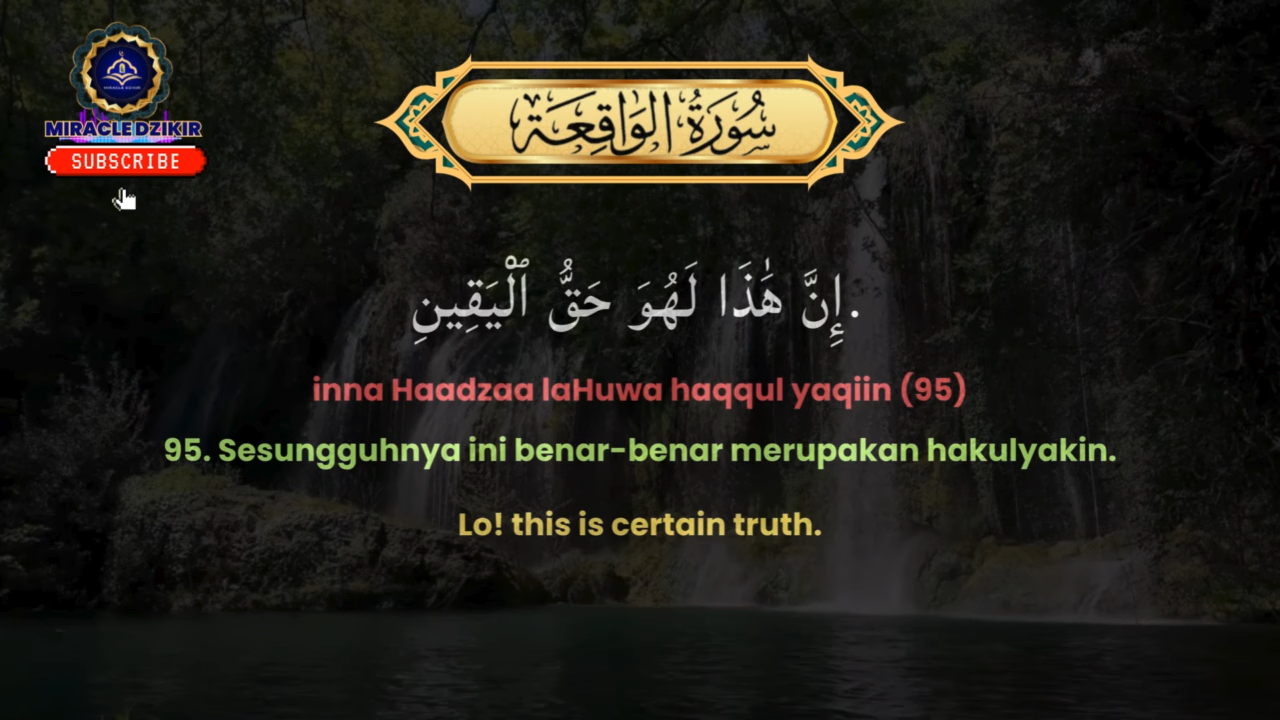 MIRACLE DZIKIR
SUBSCRIBE
سُورَةُ الوَاقِعَة
إِنَّ هَٰذَا لَهُوَ حَقُّ ٱلْيَقِينِ.
inna Haadzaa laHuwa haqqul yaqiin (95)
95. Sesungguhnya ini benar-benar merupakan hakulyakin.
Lo! this is certain truth.